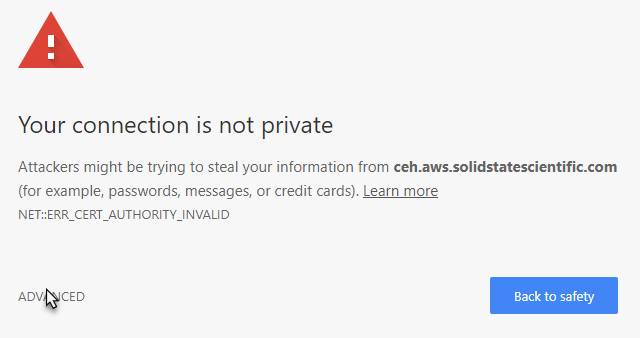 Your connection is not private
Attackers might be trying to steal your information from ceh.aws.solidstatescientific.com
(for example, passwords, messages, or credit cards). Learn more
NET::ERR_CERT_AUTHORITY_INVALID
ADVANCED
Back to safety